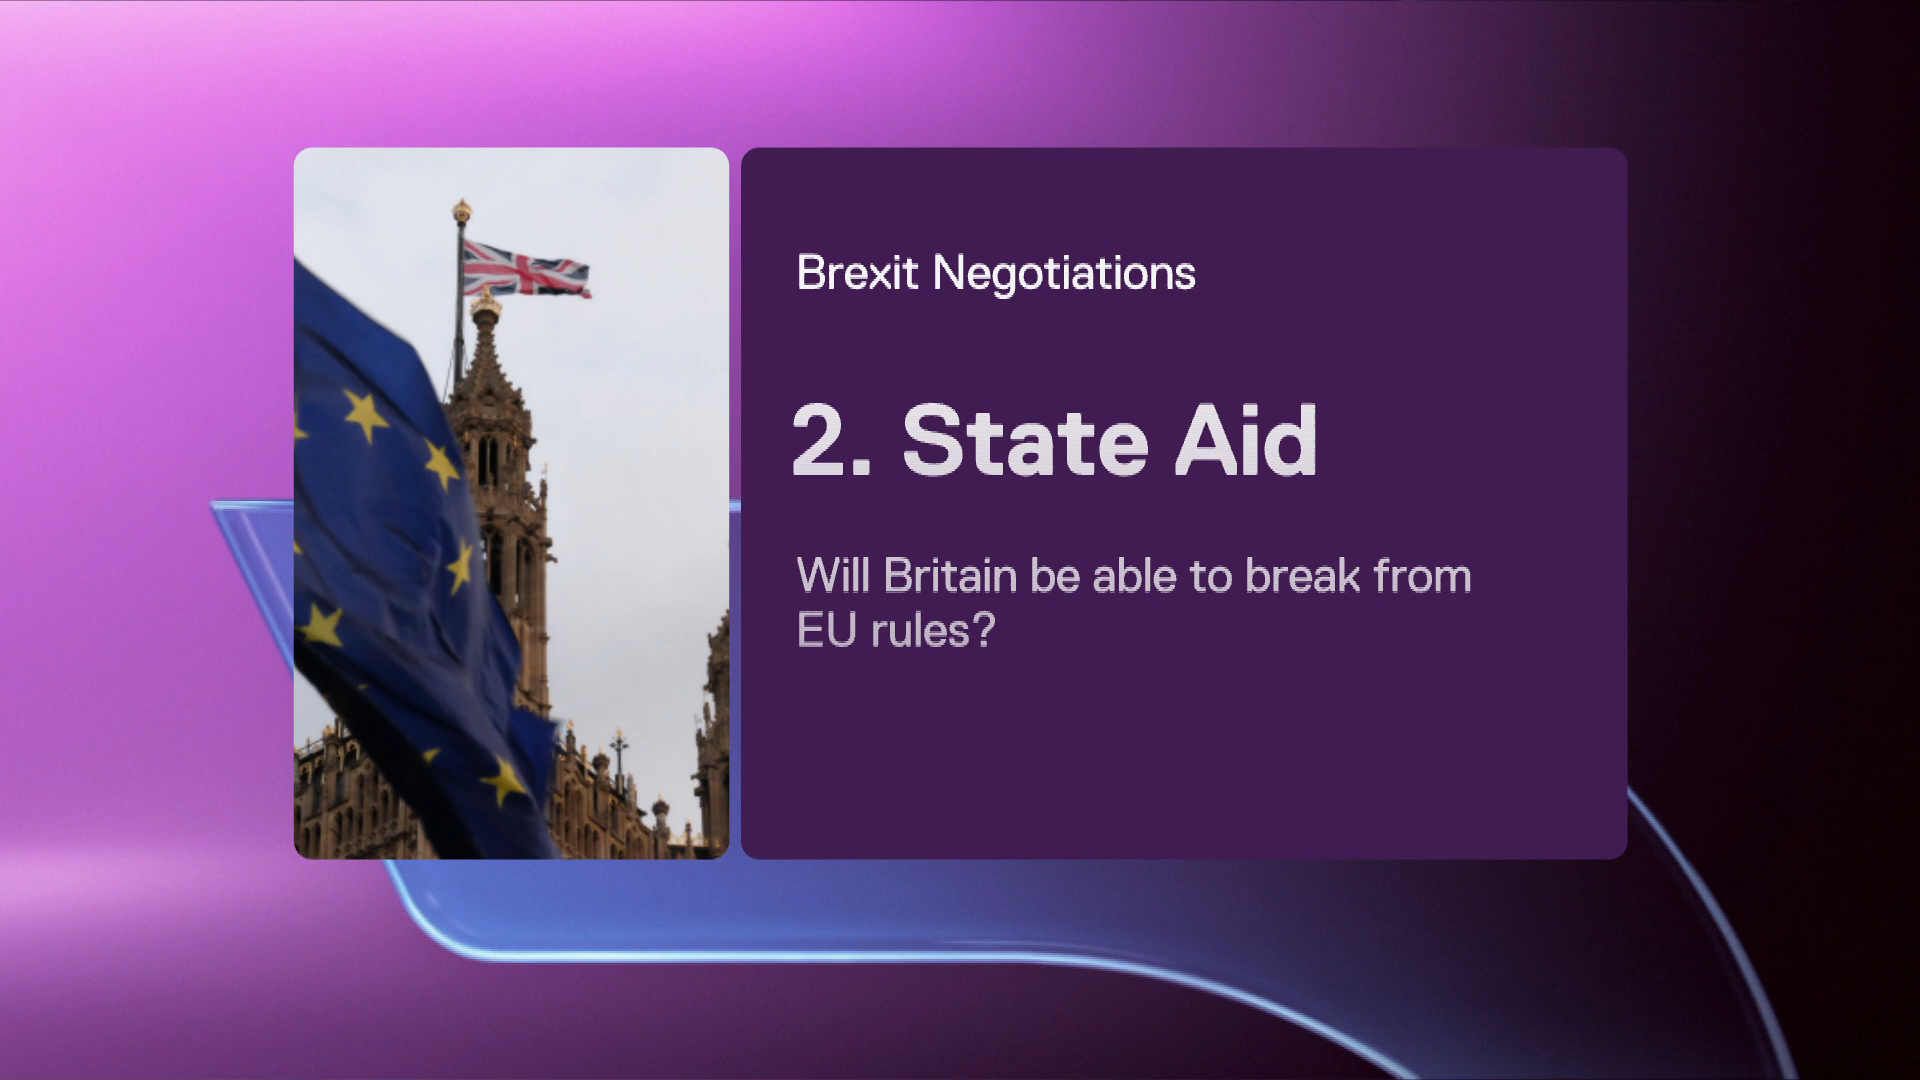 Brexit Negotiations
2. State Aid
Will Britain be able to break from
EU rules?